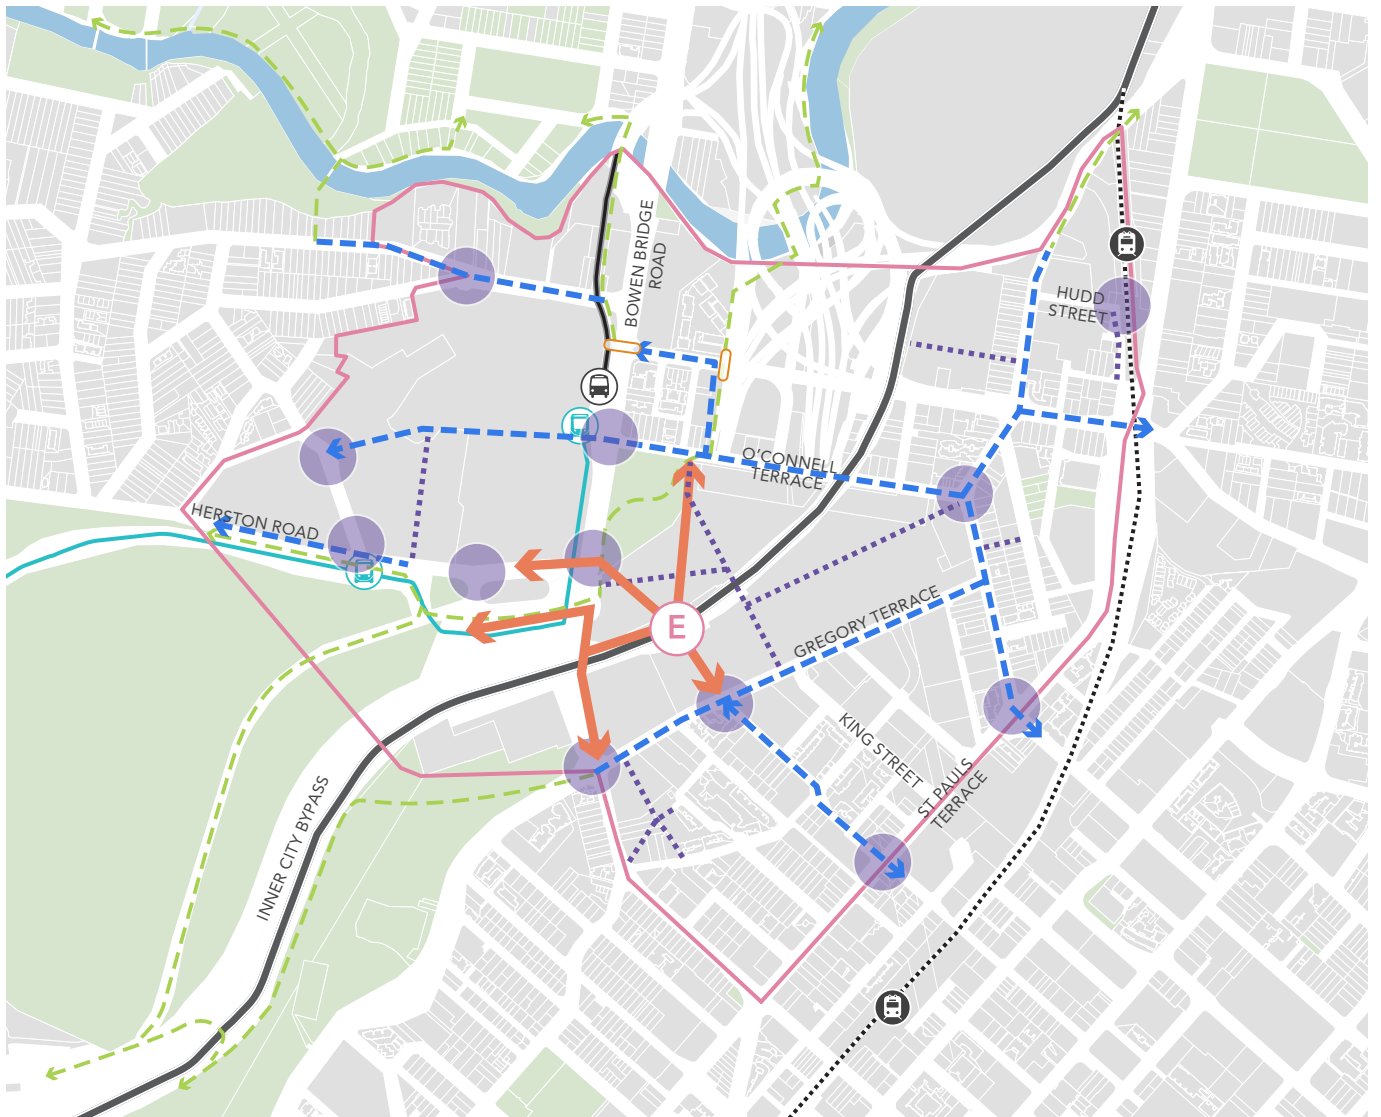 BOWEN BRIDGE
ROAD
HUDD
STREET
O'CONNELL
TERRACE
HERSTON ROAD
E
GREGORY TERRACE
KING STREET
ST PAULS
TERRACE
INNER CITY BYPASS